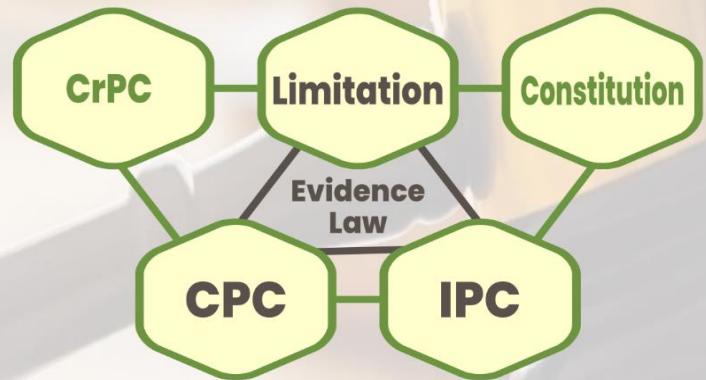 CrPC
Limitation
Constitution
Evidence
Law
CPC
IPC